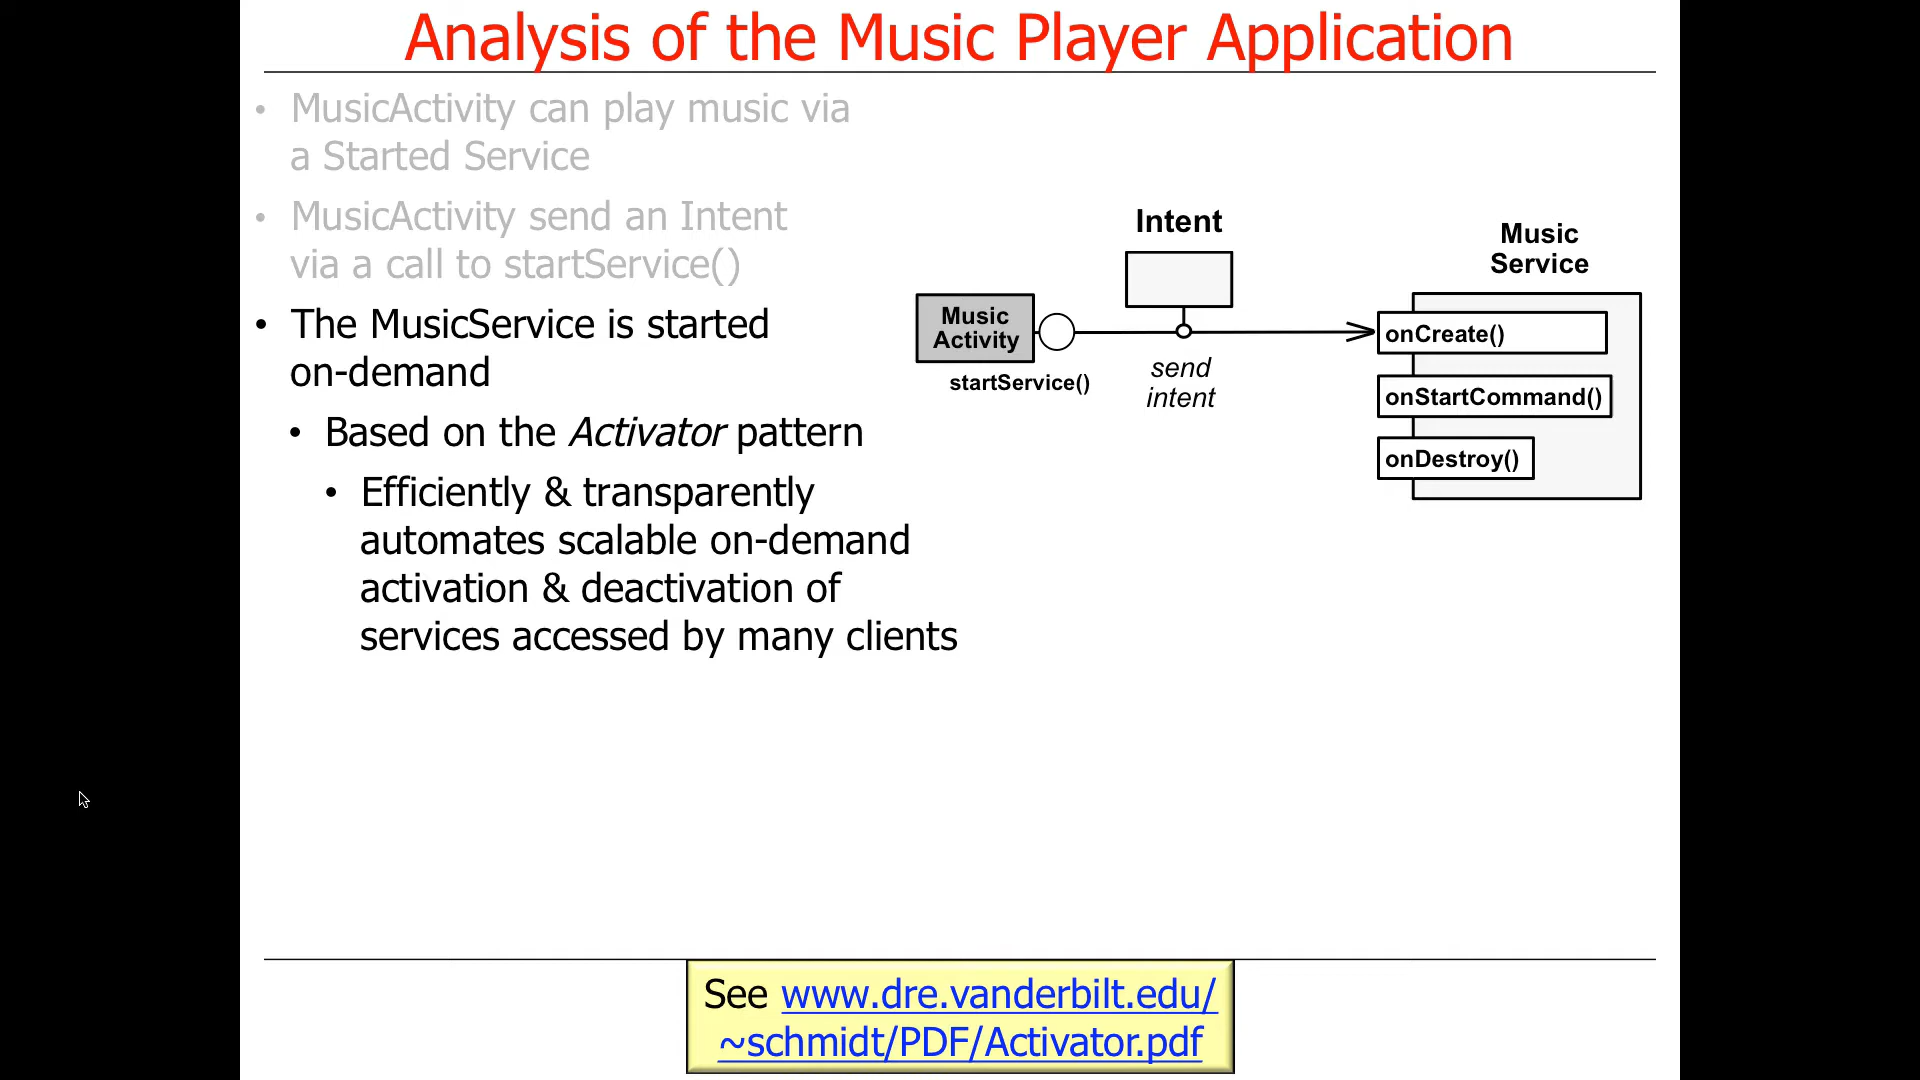 Analysis of the Music Player Application
• MusicActivity can play music via
a Started Service
• MusicActivity send an Intent
via a call to startService()
• The MusicService is started
on-demand
• Based on the Activator pattern
• Efficiently & transparently
automates scalable on-demand
activation & deactivation of
services accessed by many clients
Intent
Music
Service
Music
Activity
startService()
send
intent
onCreate()
onStartCommand()
onDestroy()
See www.dre.vanderbilt.edu/
~schmidt/PDF/Activator.pdf